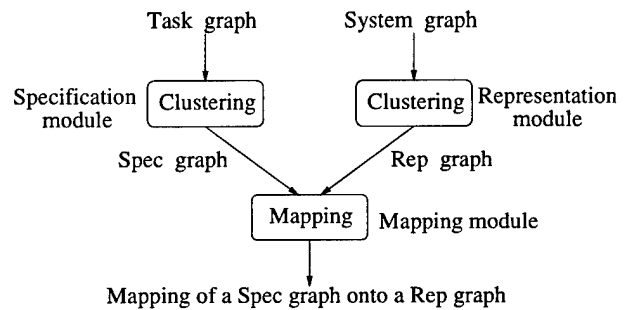 Task graph
System graph
Specification
module
Clustering
Clustering
Representation
module
Spec graph
Rep graph
Mapping
Mapping module
Mapping of a Spec graph onto a Rep graph